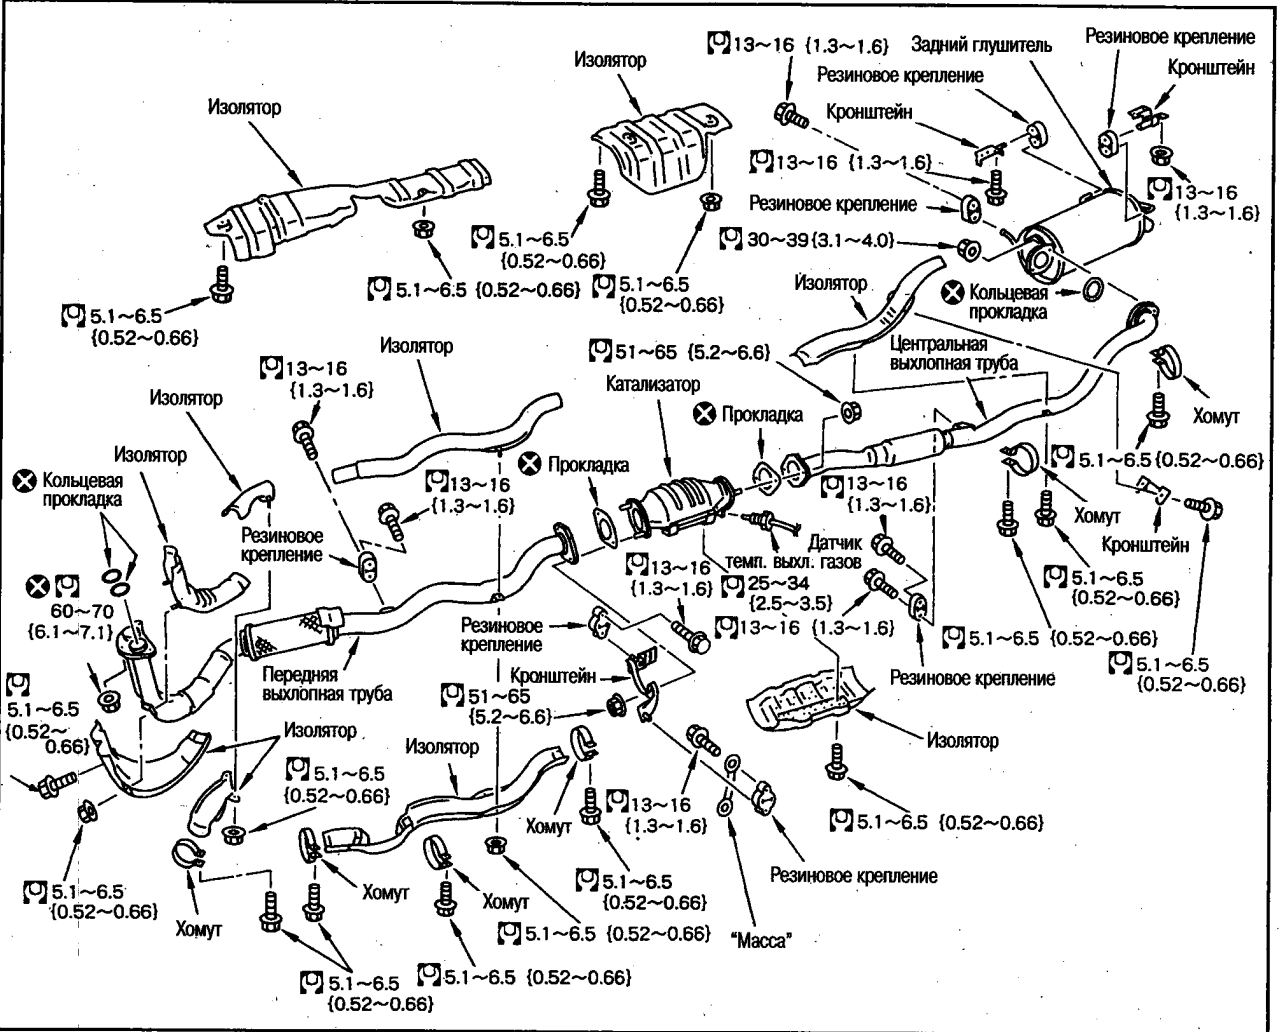 13~16 {1.3~1.6}
Задний глушитель
Резиновое крепление
Кронштейн
Изолятор
Резиновое крепление
Кронштейн
Изолятор
13~16 {1.3~1.6}
13~16
{1.3~1.6}
Резиновое крепление
30~39{3.1~4.0}
5.1~6.5
{0.52~0.66}
5.1~6.5 {0.52~0.66}
5.1~6.5
{0.52~0.66}
Изолятор
Кольцевая
прокладка
5.1~6.5
{0.52~0.66}
Изолятор
51~65 {5.2~6.6}
Центральная
выхлопная труба
13~16
{1.3~1.6}
Катализатор
Изолятор
Прокладка
Хомут
Изолятор
Прокладка
5.1~6.5{0.52~0.66}
Кольцевая
прокладка
13~16
{1.3~1.6}
13~16
{1.3~1.6}
Хомут
Резиновое
крепление
Датчик
темп. выхл. газов
Кронштейн
60~70
{6.1~7.1}
13~16
{1.3~1.6}
25~34
{2.5~3.5}
5.1~6.5
{0.52~0.66}
Резиновое
крепление
13~16 {1.3~1.6}
5.1~6.5 {0.52~0.66}
Передняя
выхлопная труба
Кронштейн
Резиновое крепление
5.1~6.5
{0.52~0.66}
5.1~6.5
{0.52~
0.66}
51~65
{5.2~6.6}
Изолятор
Изолятор
Изолятор
5.1~6.5
{0.52~0.66}
Хомут
13~16
{1.3~1.6}
5.1~6.5 {0.52~0.66}
5.1~6.5
{0.52~0.66}
Хомут
Хомут
Хомут
5.1~6.5
{0.52~0.66}
Резиновое крепление
5.1~6.5 {0.52~0.66}
"Масса"
5.1~6.5
{0.52~0.66}
5.1~6.5 {0.52~0.66}